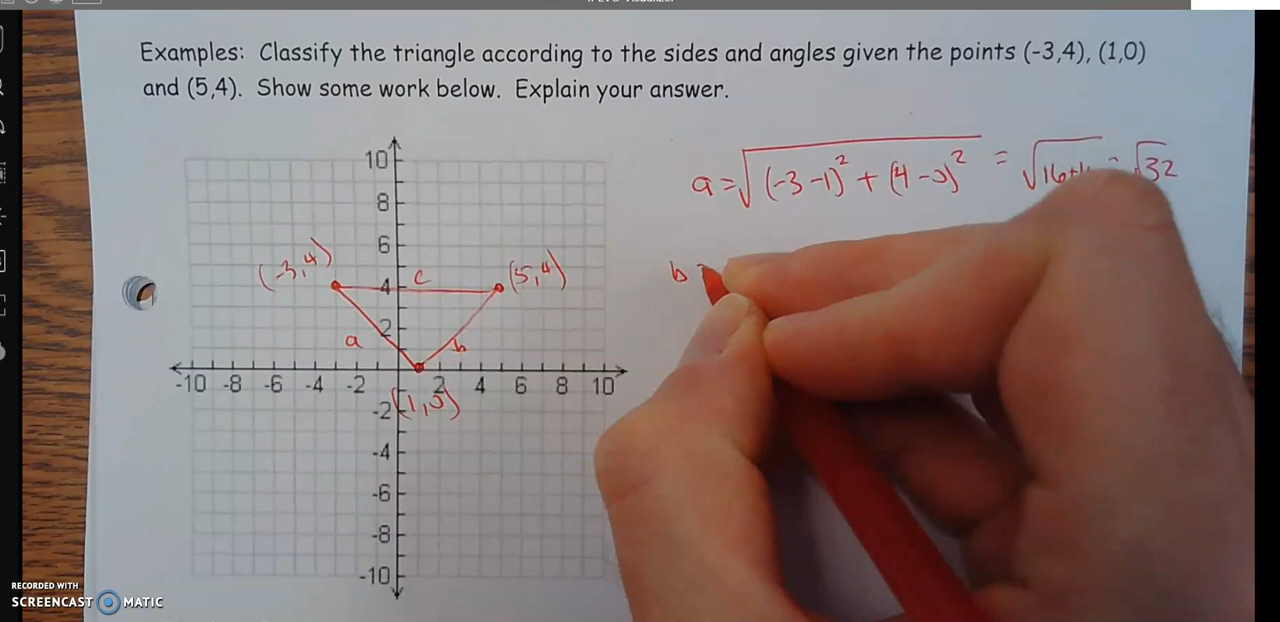 Examples: Classify the triangle according to the sides and angles given the points (-3,4), (1,0)
and (5,4). Show some work below. Explain your answer.
a = √(-3-1)² + (4-0)² = √16+ = √32
b
(-3,4)
c
(5,4)
a
b
(1,0)
10
8
6
4
2
-10 -8 -6 -4 -2 2 4 6 8 10
-2
-4
-6
-8
-10
RECORDED WITH
SCREENCAST MATIC